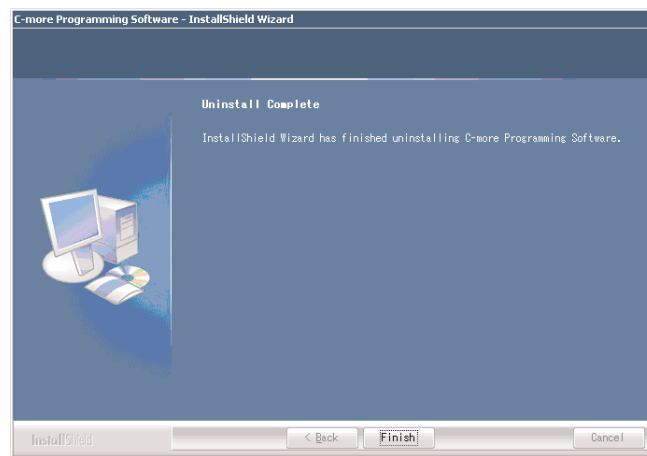 C-more Programming Software - InstallShield Wizard
Uninstall Complete
InstallShield Wizard has finished uninstalling C-more Programming Software.
InstallShield
< Back
Finish
Cancel